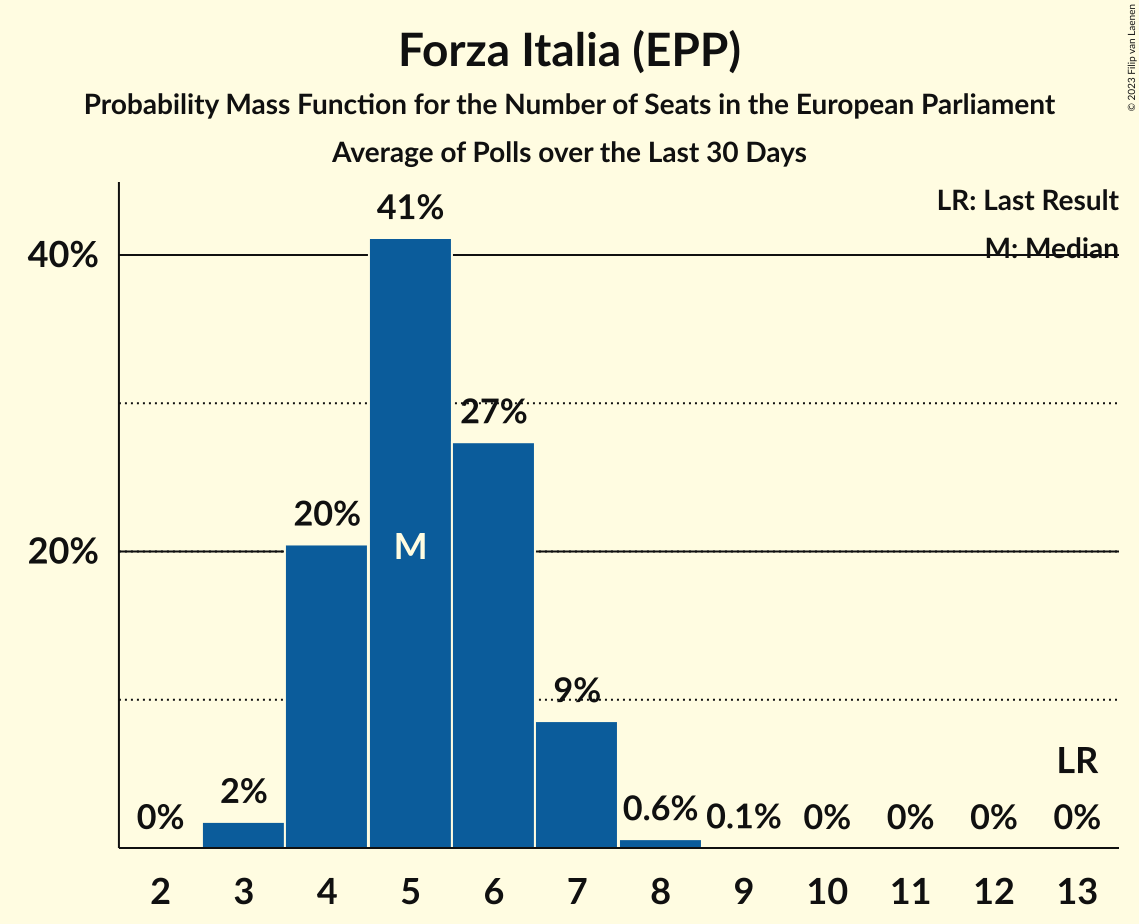 Forza Italia (EPP)
Probability Mass Function for the Number of Seats in the European Parliament
Average of Polls over the Last 30 Days
© 2023 Filip van Laenen
LR: Last Result
M: Median
40%
20%
0%
2%
20%
41%
M
27%
9%
0.6%
0.1%
0%
0%
0%
LR
0%
2 3 4 5 6 7 8 9 10 11 12 13